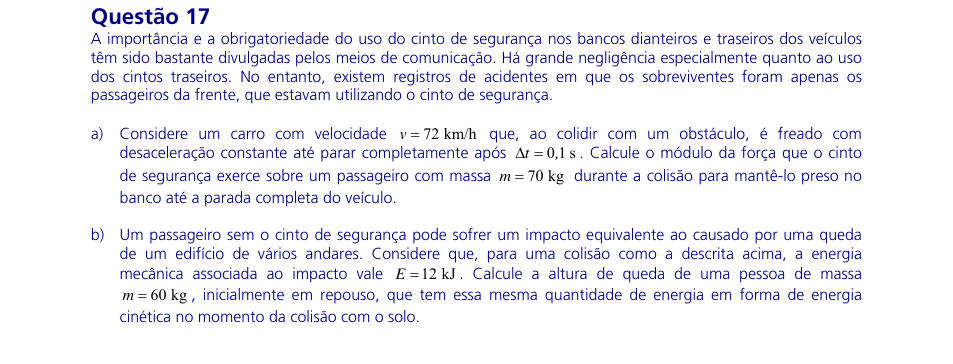 Questão 17
A importância e a obrigatoriedade do uso do cinto de segurança nos bancos dianteiros e traseiros dos veículos
têm sido bastante divulgadas pelos meios de comunicação. Há grande negligência especialmente quanto ao uso
dos cintos traseiros. No entanto, existem registros de acidentes em que os sobreviventes foram apenas os
passageiros da frente, que estavam utilizando o cinto de segurança.
a) Considere um carro com velocidade v = 72 km/h que, ao colidir com um obstáculo, é freado com
desaceleração constante até parar completamente após Δt = 0,1 s . Calcule o módulo da força que o cinto
de segurança exerce sobre um passageiro com massa m = 70 kg durante a colisão para mantê-lo preso no
banco até a parada completa do veículo.
b) Um passageiro sem o cinto de segurança pode sofrer um impacto equivalente ao causado por uma queda
de um edifício de vários andares. Considere que, para uma colisão como a descrita acima, a energia
mecânica associada ao impacto vale E = 12 kJ . Calcule a altura de queda de uma pessoa de massa
m = 60 kg , inicialmente em repouso, que tem essa mesma quantidade de energia em forma de energia
cinética no momento da colisão com o solo.